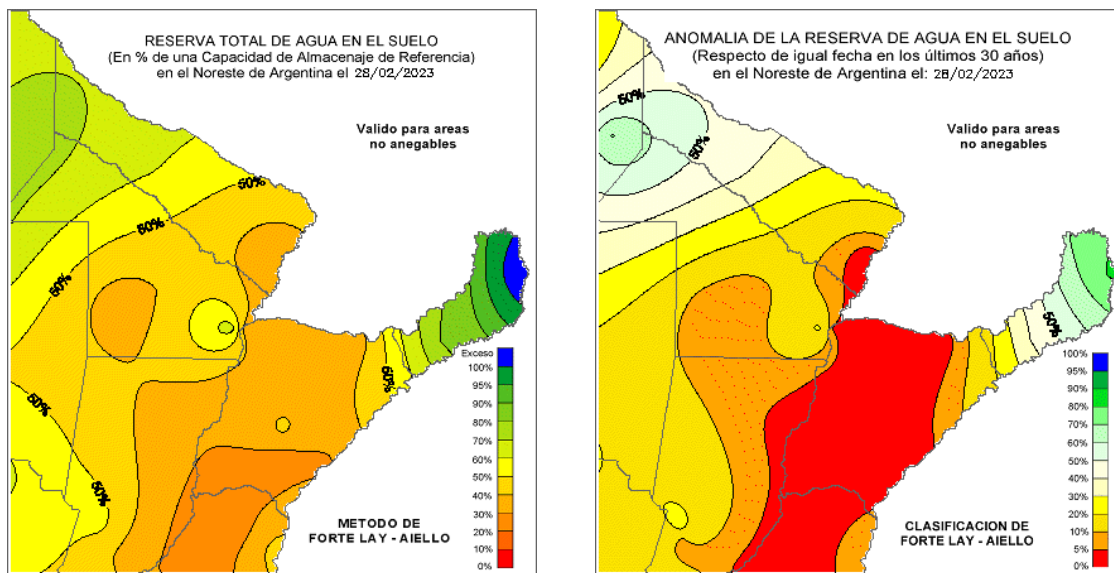 RESERVA TOTAL DE AGUA EN EL SUELO
(En % de una Capacidad de Almacenaje de Referencia)
en el Noreste de Argentina el 28/02/2023
Valido para areas
no anegables
50%
50%
50%
50%
50%
60%
Exceso
100%
95%
90%
80%
70%
60%
50%
40%
30%
20%
10%
0%
METODO DE
FORTE LAY - AIELLO
ANOMALIA DE LA RESERVA DE AGUA EN EL SUELO
(Respecto de igual fecha en los últimos 30 años)
en el Noreste de Argentina el: 28/02/2023
Valido para areas
no anegables
50%
50%
50%
100%
95%
90%
80%
70%
60%
50%
40%
30%
20%
10%
5%
0%
CLASIFICACION DE
FORTE LAY - AIELLO